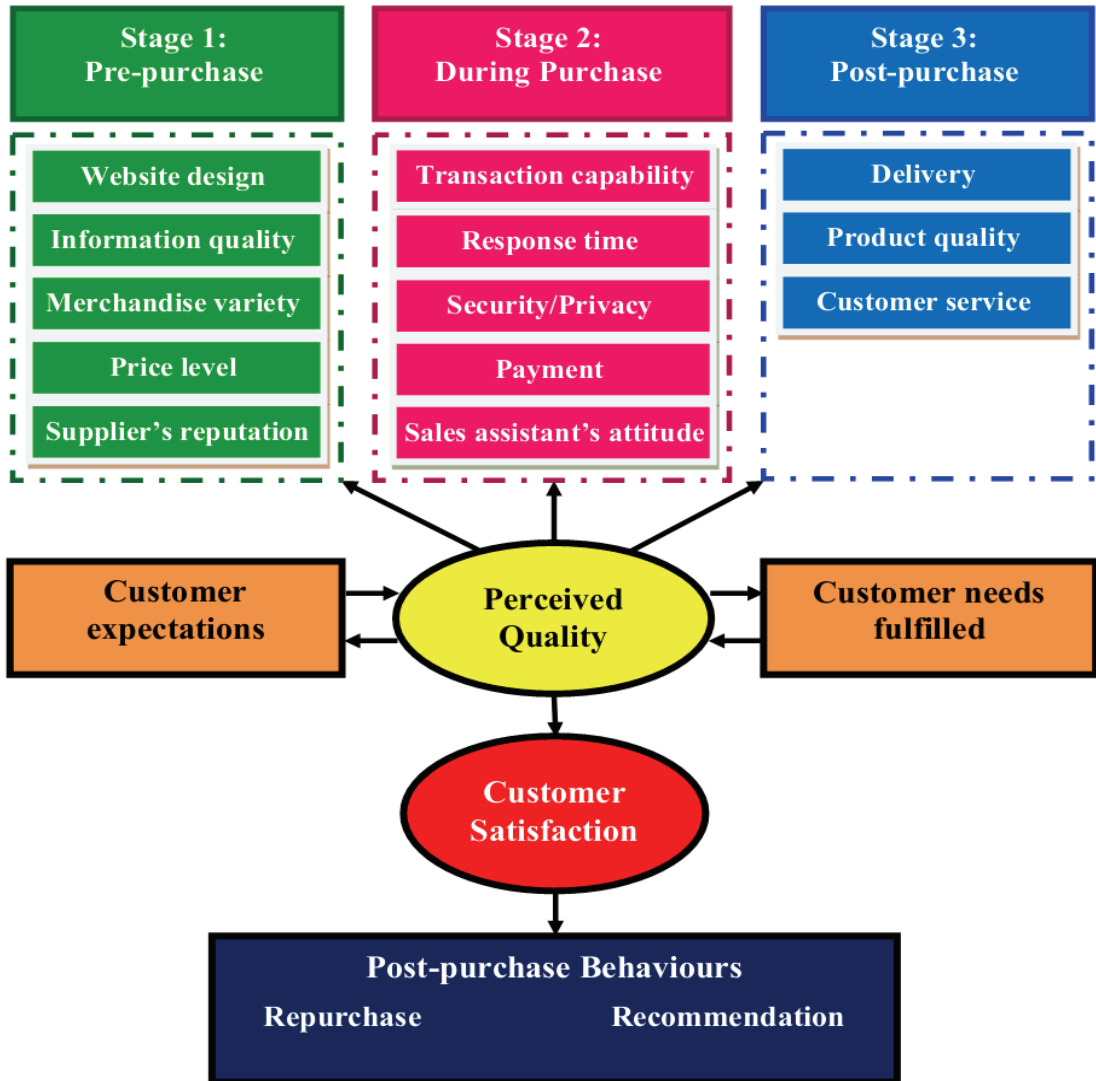 Stage 1:
Pre-purchase
Stage 2:
During Purchase
Stage 3:
Post-purchase
Website design
Information quality
Merchandise variety
Price level
Supplier’s reputation
Transaction capability
Response time
Security/Privacy
Payment
Sales assistant’s attitude
Delivery
Product quality
Customer service
Customer
expectations
Perceived
Quality
Customer needs
fulfilled
Customer
Satisfaction
Post-purchase Behaviours
Repurchase
Recommendation